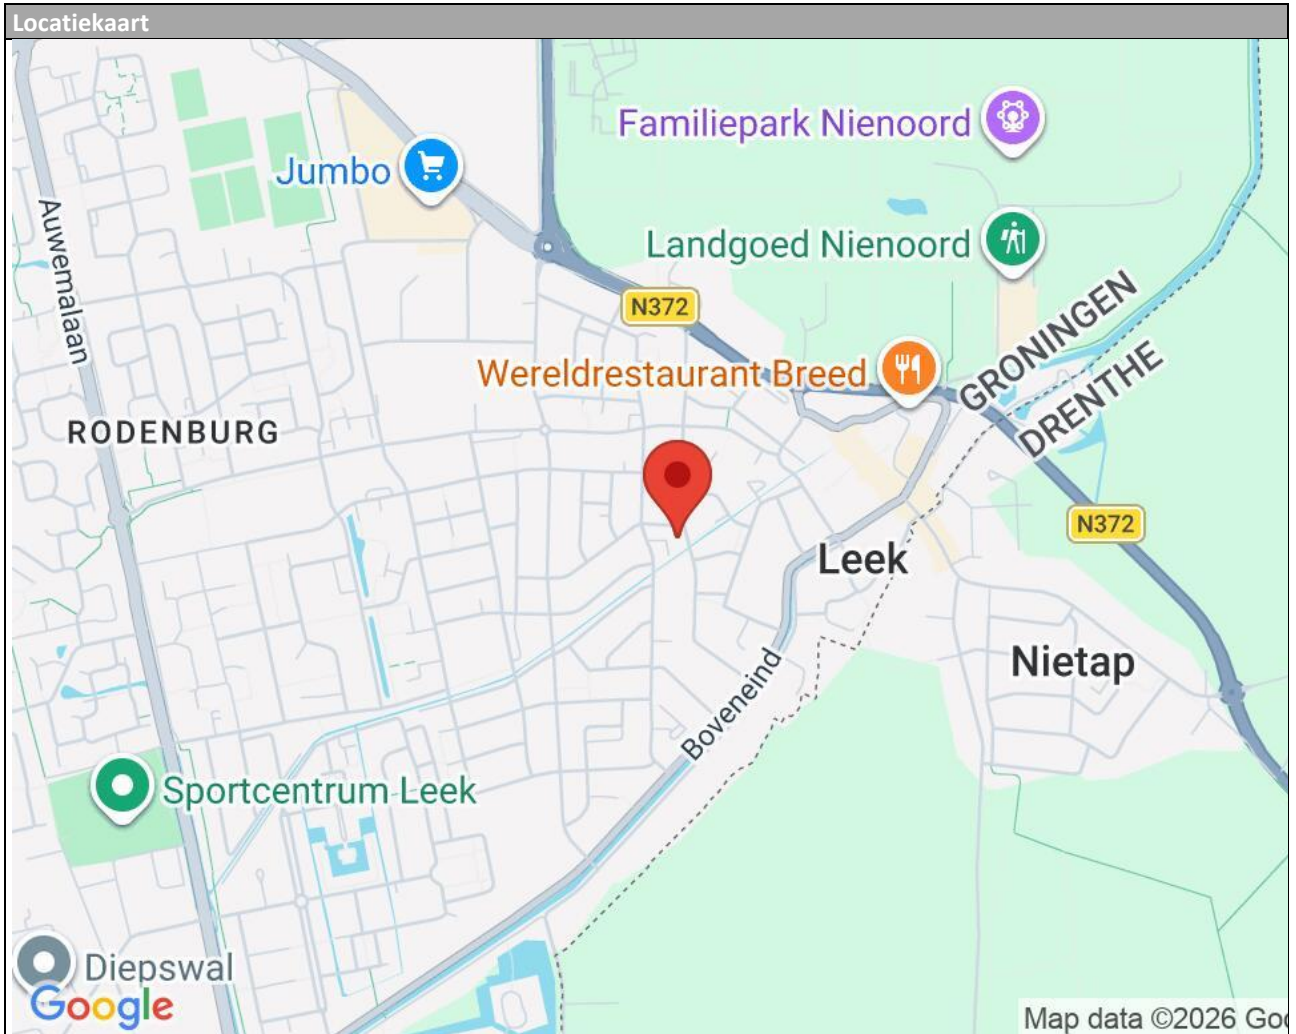 Locatiekaart
Familiepark Nienoord
Jumbo
Auwemalaan
Landgoed Nienoord
N372
GRONINGEN
DRENTHE
Wereldrestaurant Breed
RODENBURG
N372
Leek
Nietap
Boveneind
Sportcentrum Leek
Diepswal
Google
Map data ©2026 Goo